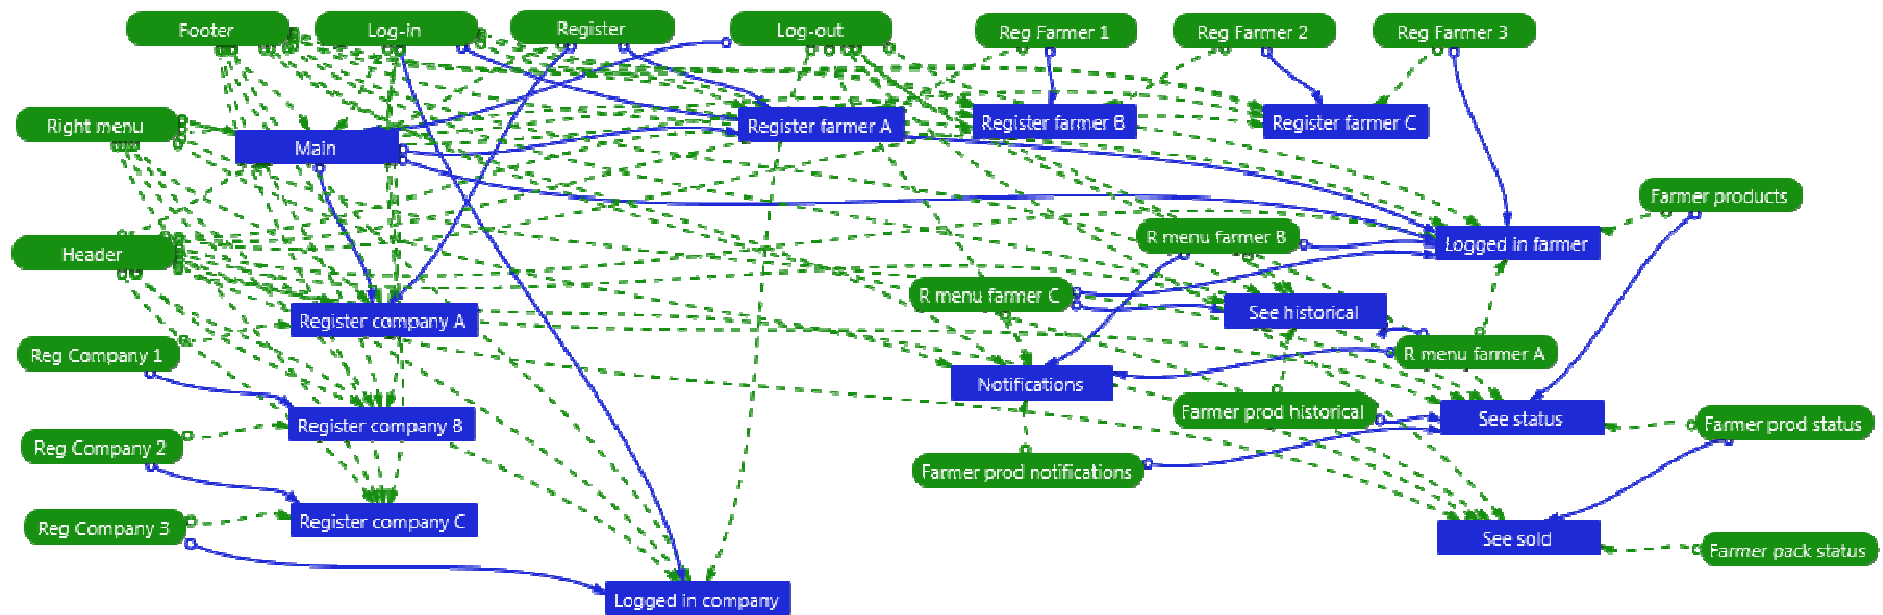 Footer
Log-in
Register
Log-out
Reg Farmer 1
Reg Farmer 2
Reg Farmer 3
Right menu
Main
Register farmer A
Register farmer B
Register farmer C
Farmer products
R menu farmer B
Logged in farmer
Header
R menu farmer C
See historical
Register company A
Reg Company 1
R menu farmer A
Notifications
Farmer prod historical
See status
Farmer prod status
Register company B
Reg Company 2
Farmer prod notifications
Register company C
Reg Company 3
See sold
Farmer pack status
Logged in company